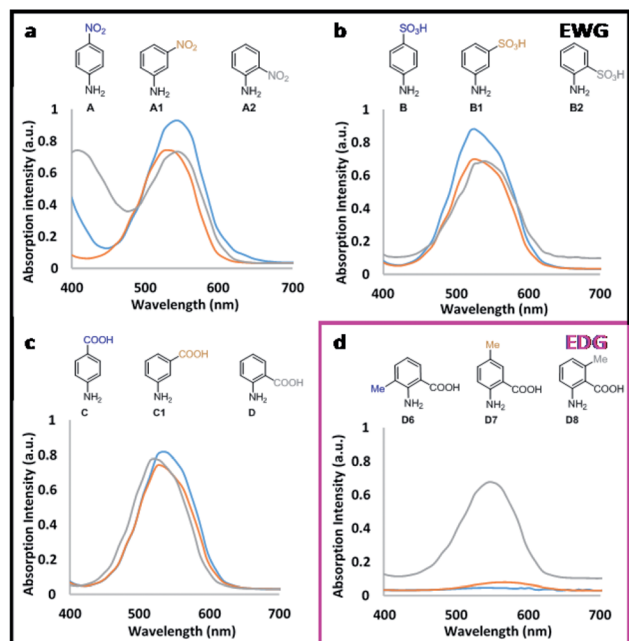 a
NO₂
NO₂
NO₂
NH₂
NH₂
NH₂
A
A1
A2
Absorption intensity (a.u.)
1
0.8
0.6
0.4
0.2
0
400
500
600
700
Wavelength (nm)
b
EWG
SO₃H
SO₃H
SO₃H
NH₂
NH₂
NH₂
B
B1
B2
Absorption intensity (a.u.)
1
0.8
0.6
0.4
0.2
0
400
500
600
700
Wavelength (nm)
c
COOH
COOH
COOH
NH₂
NH₂
NH₂
C
C1
D
Absorption Intensity (a.u.)
1
0.8
0.6
0.4
0.2
0
400
500
600
700
Wavelength (nm)
d
EDG
Me
Me
Me
COOH
COOH
COOH
NH₂
NH₂
NH₂
D6
D7
D8
Absorption Intensity (a.u.)
1
0.8
0.6
0.4
0.2
0
400
500
600
700
Wavelength (nm)